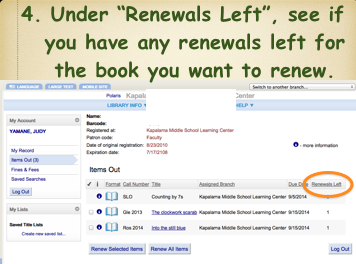 4. Under “Renewals Left”, see if
you have any renewals left for
the book you want to renew.
LANGUAGE LARGE TEXT MOBILE SITE Switch to another branch...
Polaris Kapala Center
LIBRARY INFO HELP
My Account
YAMANE, JUDY
My Record
Items Out (3)
Fines & Fees
Saved Searches
Log Out
My Lists
Saved Title Lists
Create new saved list...
Name:
Barcode:
Registered at: Kapalama Middle School Learning Center
Patron code: Faculty
Date of original registration: 8/23/2010
Expiration date: 7/17/2108
- more information
Items Out
i Format Call Number Title Assigned Branch Due Date Renewals Left
SLO Counting by 7s Kapalama Middle School Learning Center 9/5/2014 2
Gle 2013 The clockwork scarab Kapalama Middle School Learning Center 9/15/2014 1
Ros 2014 Into the still blue Kapalama Middle School Learning Center 9/15/2014 1
Renew Selected Items Renew All Items Log Out